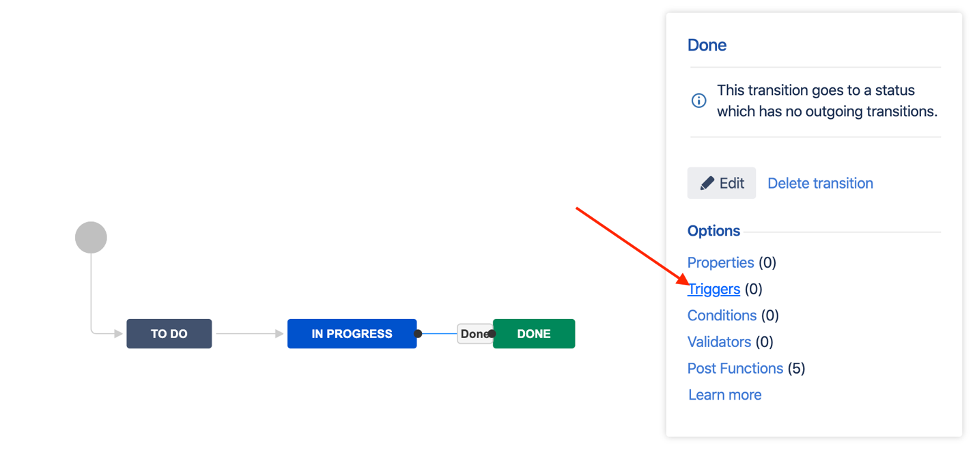 Done
This transition goes to a status
which has no outgoing transitions.
Edit Delete transition
Options
Properties (0)
Triggers (0)
Conditions (0)
Validators (0)
Post Functions (5)
Learn more
TO DO
IN PROGRESS
Done
DONE